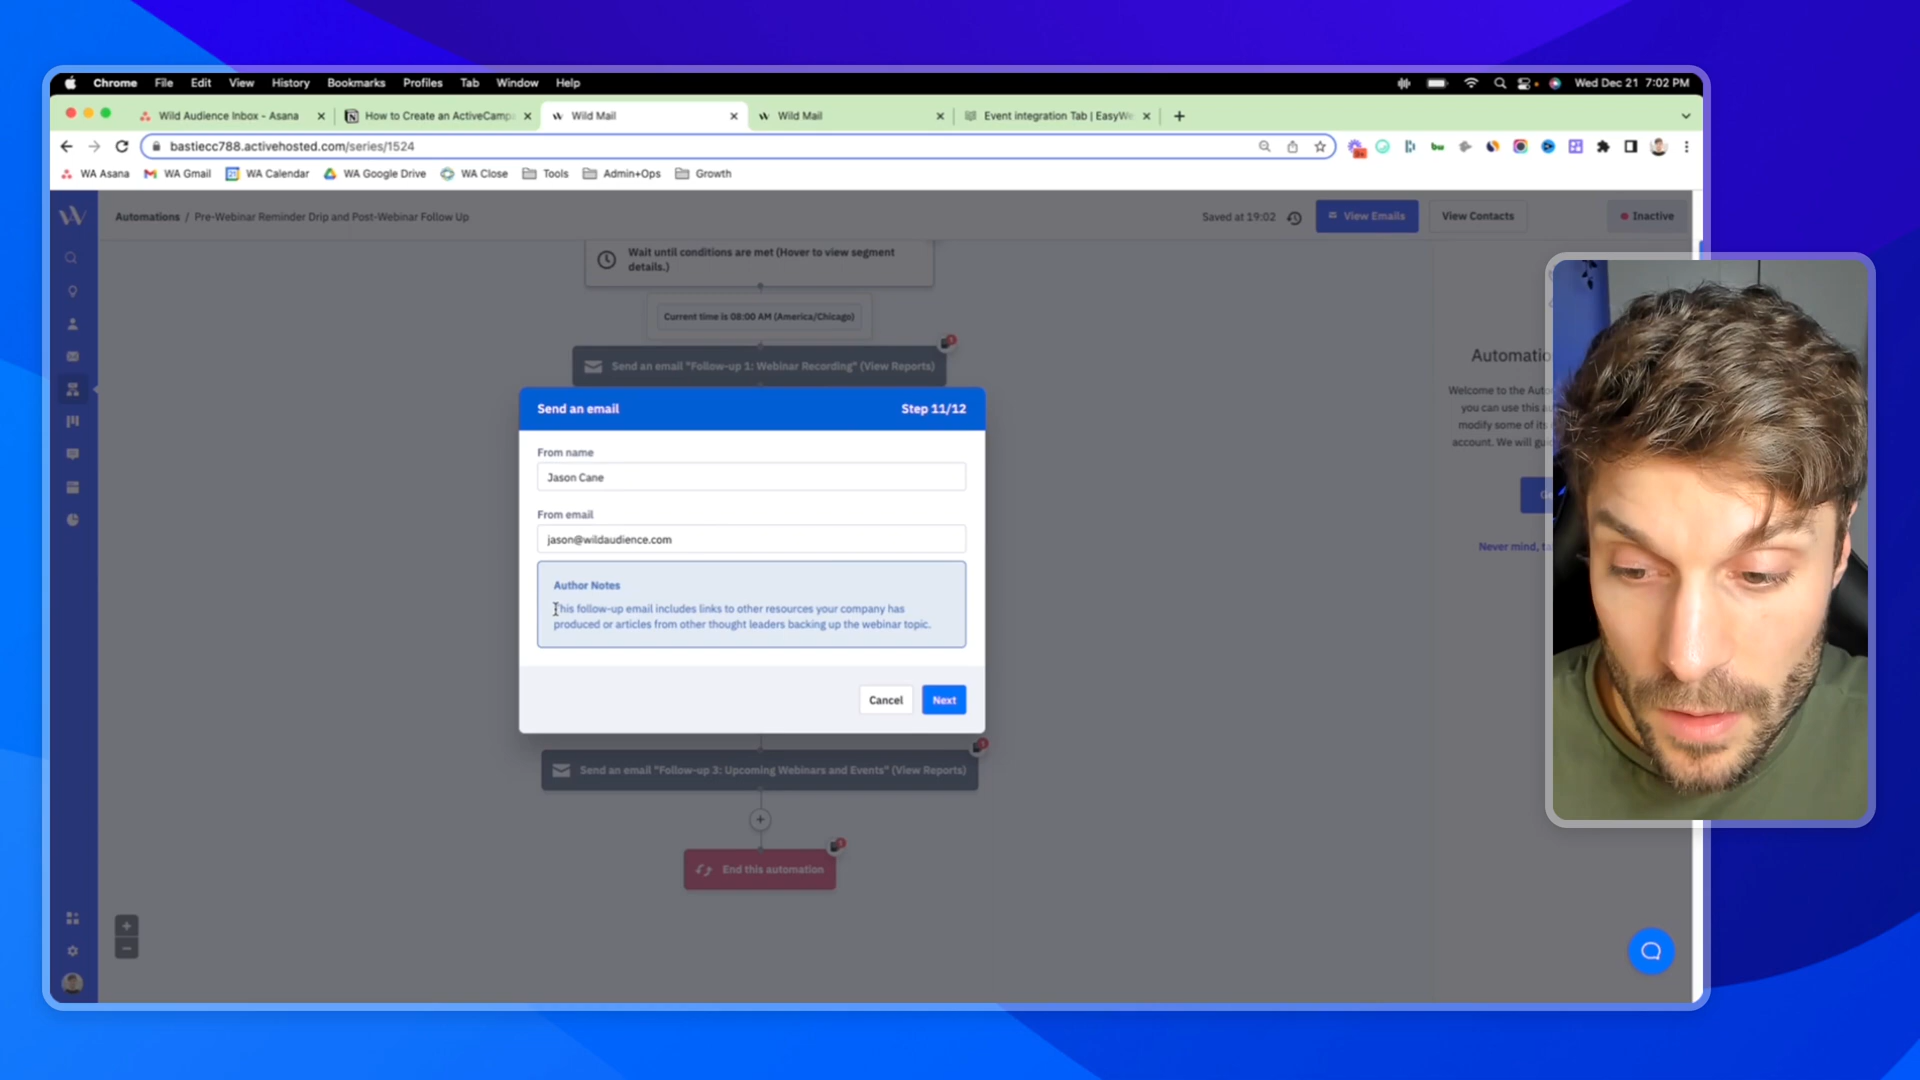 Chrome File Edit View History Bookmarks Profiles Tab Window Help Wed Dec 21 7:02 PM
Wild Audience Inbox - Asana How to Create an ActiveCamp Wild Mail Wild Mail Event integration Tab | EasyWe
bastiecc788.activehosted.com/series/1524
WA Asana WA Gmail WA Calendar WA Google Drive WA Close Tools Admin+Ops Growth
Automations / Pre-Webinar Reminder Drip and Post-Webinar Follow Up Saved at 19:02 View Emails View Contacts Inactive
Wait until conditions are met (Hover to view segment
details.)
Current time is 08:00 AM (America/Chicago)
Send an email "Follow-up 1: Webinar Recording" (View Reports)
Send an email Step 11/12
From name
Jason Cane
From email
jason@wildaudience.com
Author Notes
This follow-up email includes links to other resources your company has
produced or articles from other thought leaders backing up the webinar topic.
Cancel Next
Send an email "Follow-up 3: Upcoming Webinars and Events" (View Reports)
End this automation
Automatio
Welcome to the Auto
you can use this au
modify some of its
account. We will gui
Never mind, t